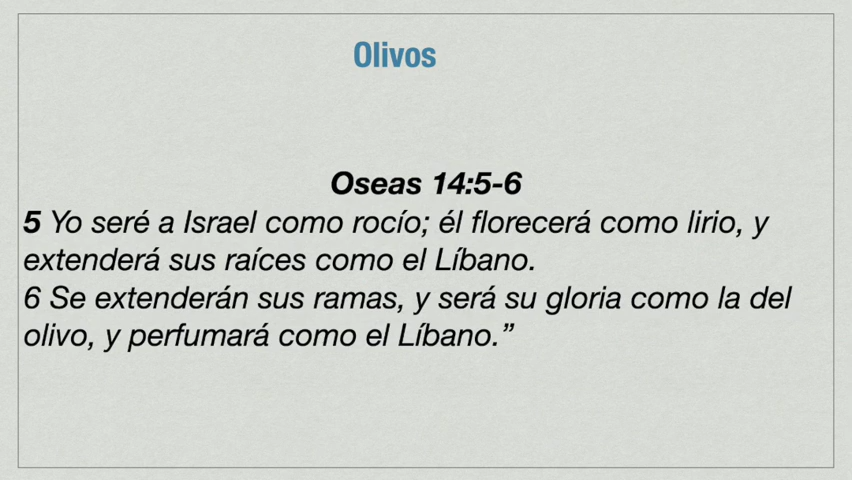 Olivos
Oseas 14:5-6
5 Yo seré a Israel como rocío; él florecerá como lirio, y
extenderá sus raíces como el Líbano.
6 Se extenderán sus ramas, y será su gloria como la del
olivo, y perfumará como el Líbano.”